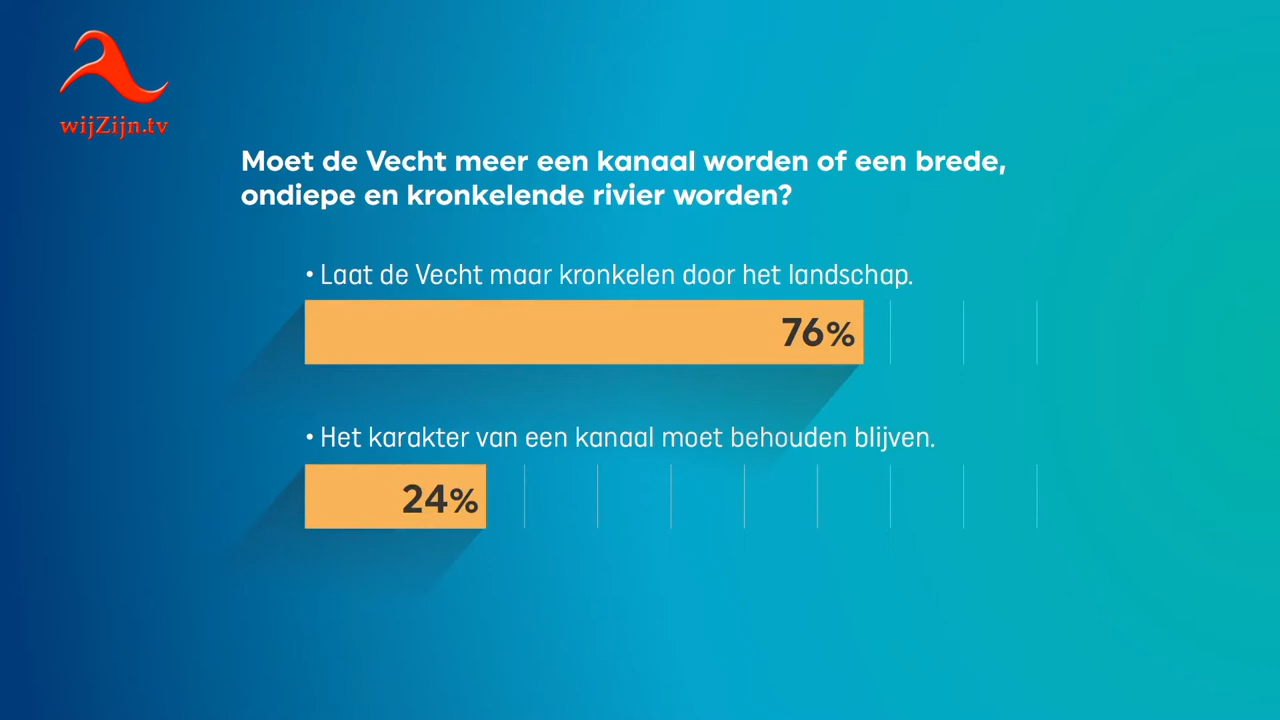 wijZijn.tv
Moet de Vecht meer een kanaal worden of een brede,
ondiepe en kronkelende rivier worden?
• Laat de Vecht maar kronkelen door het landschap.
76%
• Het karakter van een kanaal moet behouden blijven.
24%